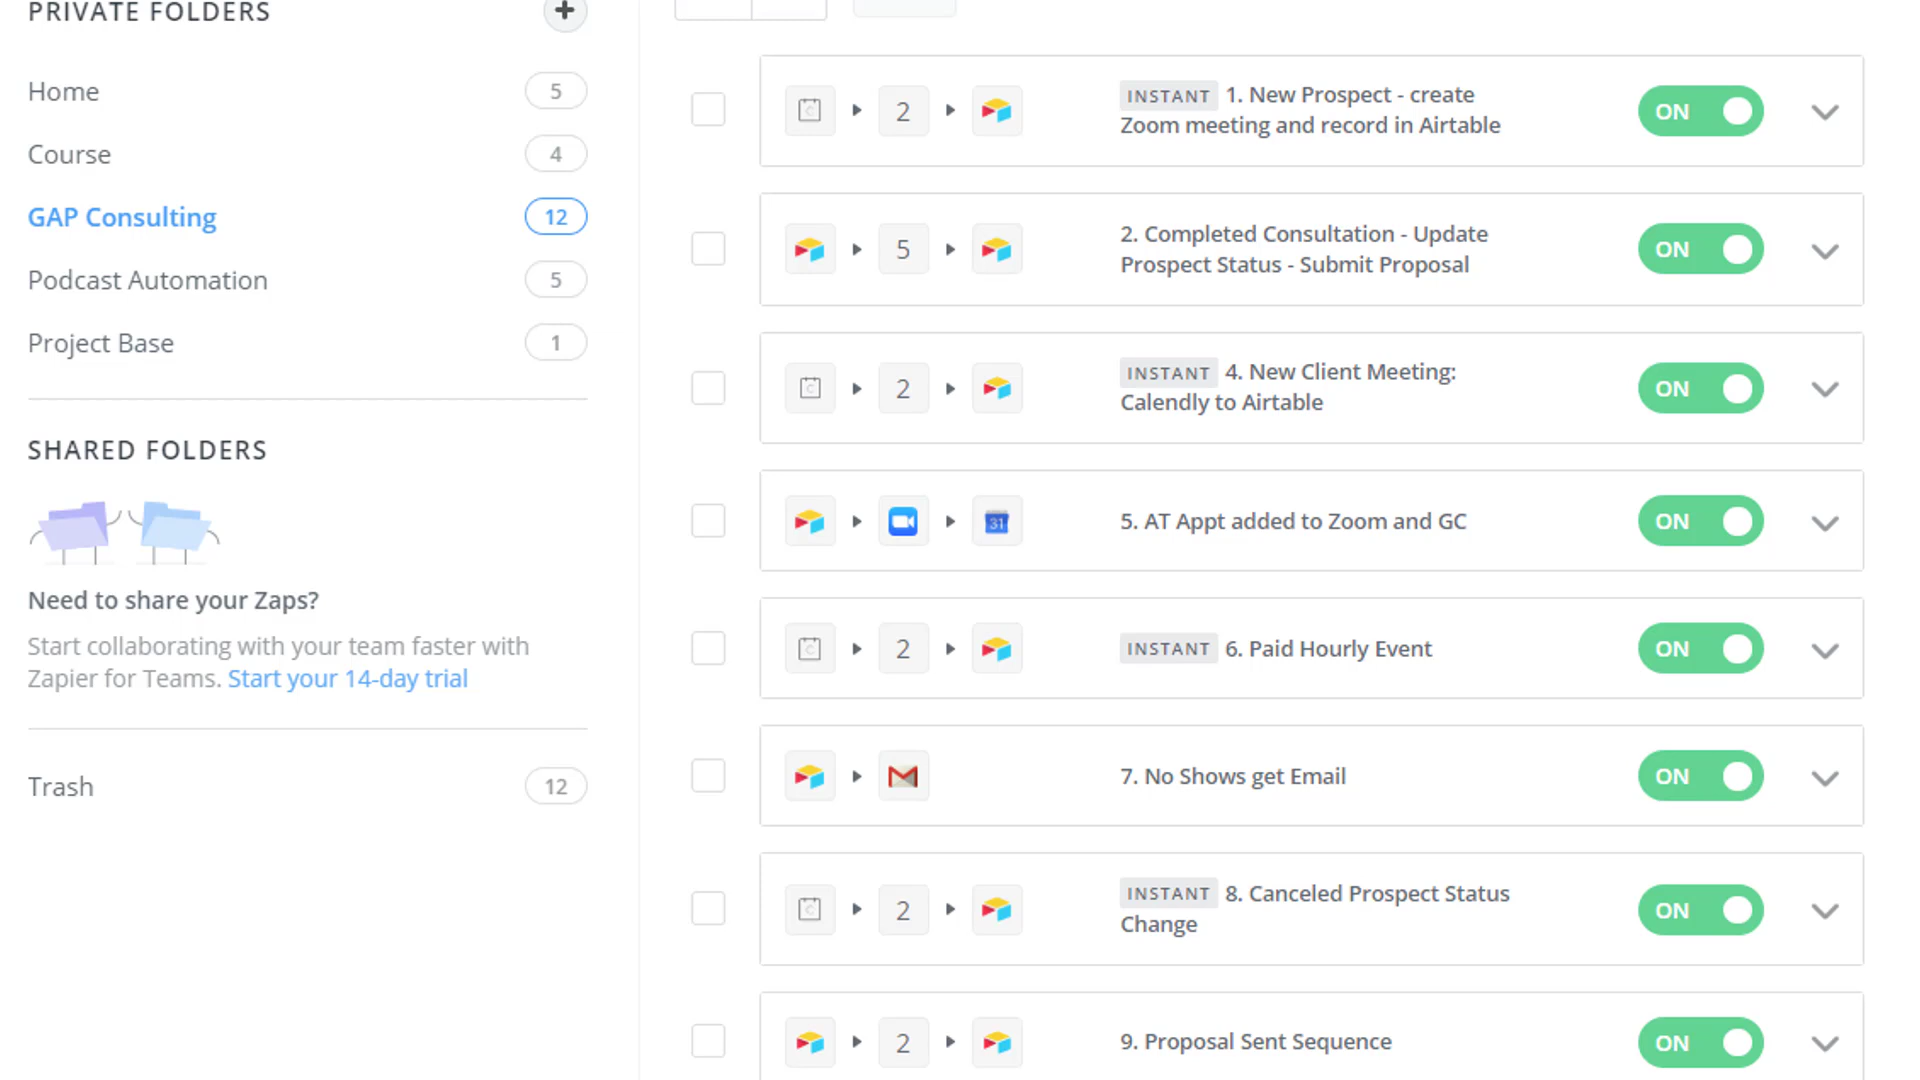 PRIVATE FOLDERS
Home 5
Course 4
GAP Consulting 12
Podcast Automation 5
Project Base 1
SHARED FOLDERS
Need to share your Zaps?
Start collaborating with your team faster with
Zapier for Teams. Start your 14-day trial
Trash 12
2 INSTANT 1. New Prospect - create
Zoom meeting and record in Airtable ON
5 2. Completed Consultation - Update
Prospect Status - Submit Proposal ON
2 INSTANT 4. New Client Meeting:
Calendly to Airtable ON
31 5. AT Appt added to Zoom and GC ON
2 INSTANT 6. Paid Hourly Event ON
7. No Shows get Email ON
2 INSTANT 8. Canceled Prospect Status
Change ON
2 9. Proposal Sent Sequence ON